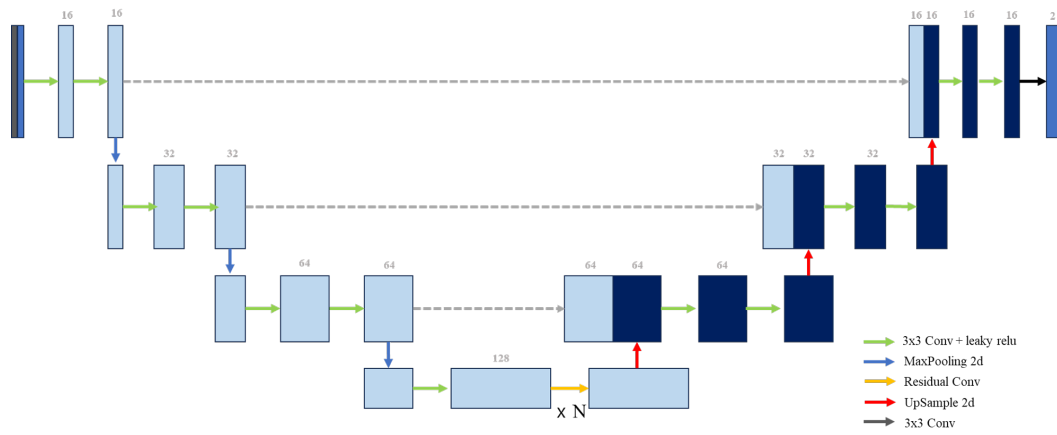 16
16
16 16
16
16
2
32
32
32
32
32
64
64
64
64
64
128
x N
3x3 Conv + leaky relu
MaxPooling 2d
Residual Conv
UpSample 2d
3x3 Conv